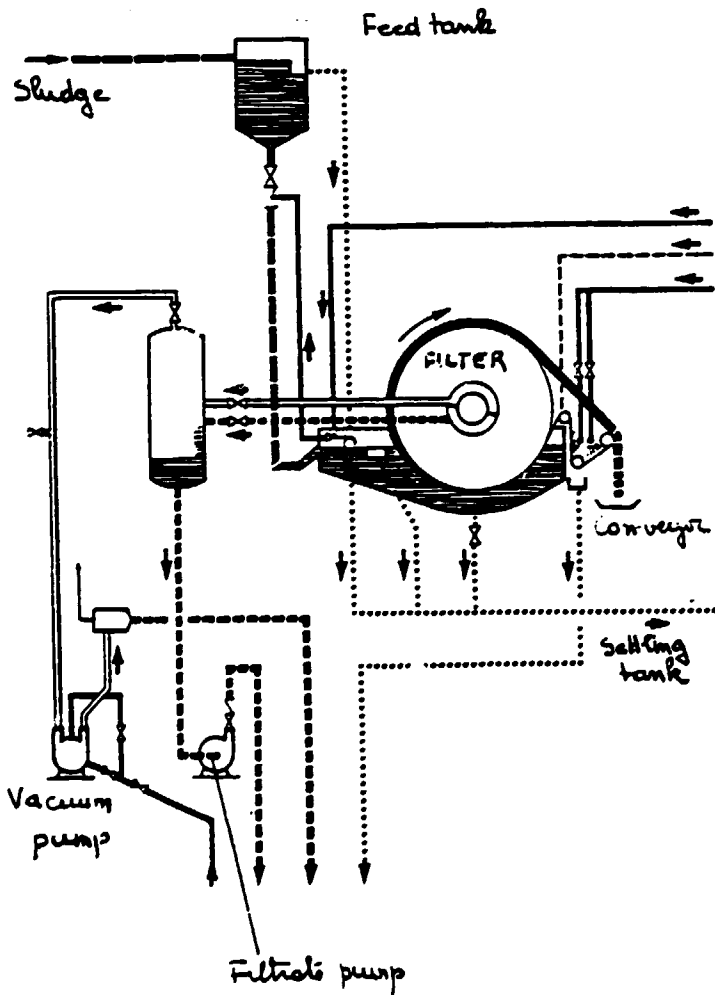 Feed tank
Sludge
FILTER
Conveyor
Settling
tank
Vacuum
pump
Filtrate pump